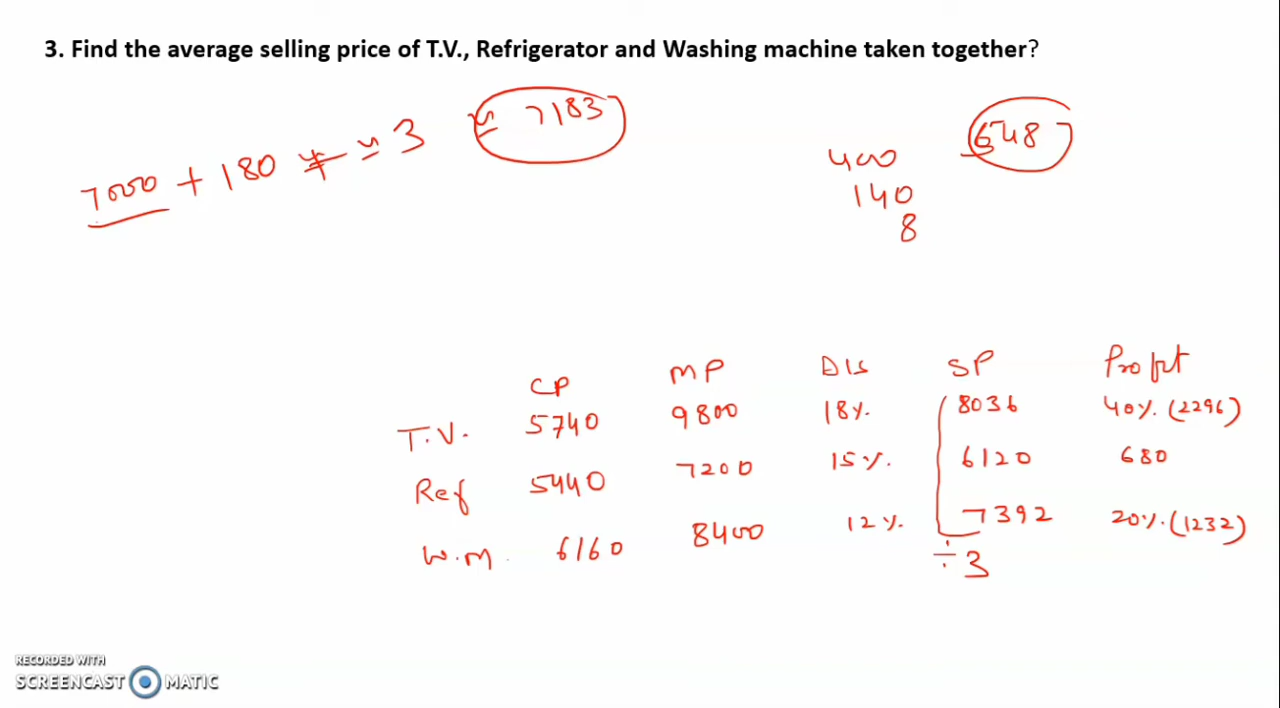 3. Find the average selling price of T.V., Refrigerator and Washing machine taken together?
7000 + 180 ≃ 3 ≃ 7183
648
400
140
8
CP MP DIS SP Profit
T.V. 5740 9800 18%. 8036 40%. (2296)
Ref 5440 7200 15%. 6120 680
W.M. 6160 8400 12%. 7392 20%. (1232)
÷ 3
RECORDED WITH
SCREENCAST MATIC